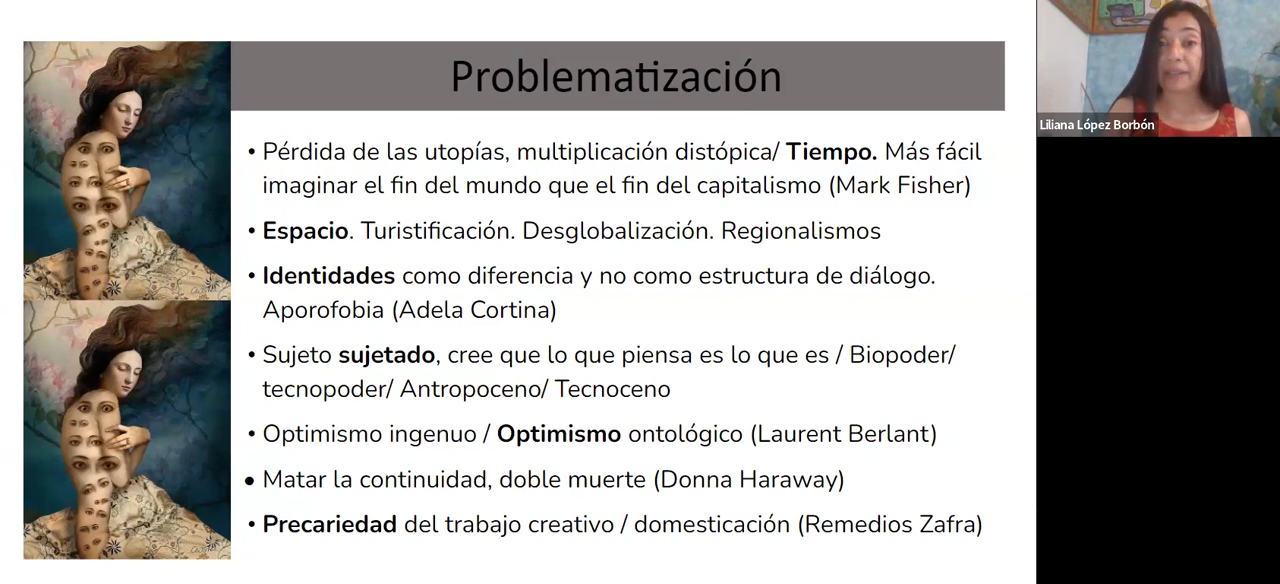 Problematización
• Pérdida de las utopías, multiplicación distópica/ Tiempo. Más fácil
imaginar el fin del mundo que el fin del capitalismo (Mark Fisher)
• Espacio. Turistificación. Desglobalización. Regionalismos
• Identidades como diferencia y no como estructura de diálogo.
Aporofobia (Adela Cortina)
• Sujeto sujetado, cree que lo que piensa es lo que es / Biopoder/
tecnopoder/ Antropoceno/ Tecnoceno
• Optimismo ingenuo / Optimismo ontológico (Laurent Berlant)
• Matar la continuidad, doble muerte (Donna Haraway)
• Precariedad del trabajo creativo / domesticación (Remedios Zafra)
Liliana López Borbón